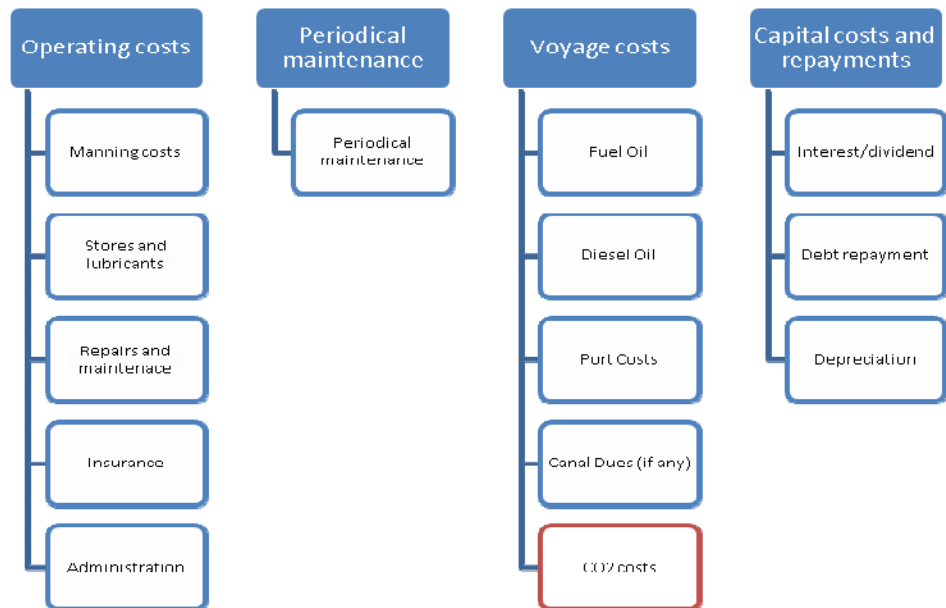 Operating costs
Manning costs
Stores and
lubricants
Repairs and
maintenace
Insurance
Administration
Periodical
maintenance
Periodical
maintenance
Voyage costs
Fuel Oil
Diesel Oil
Port Costs
Canal Dues (if any)
CO2 costs
Capital costs and
repayments
Interest/dividend
Debt repayment
Depreciation